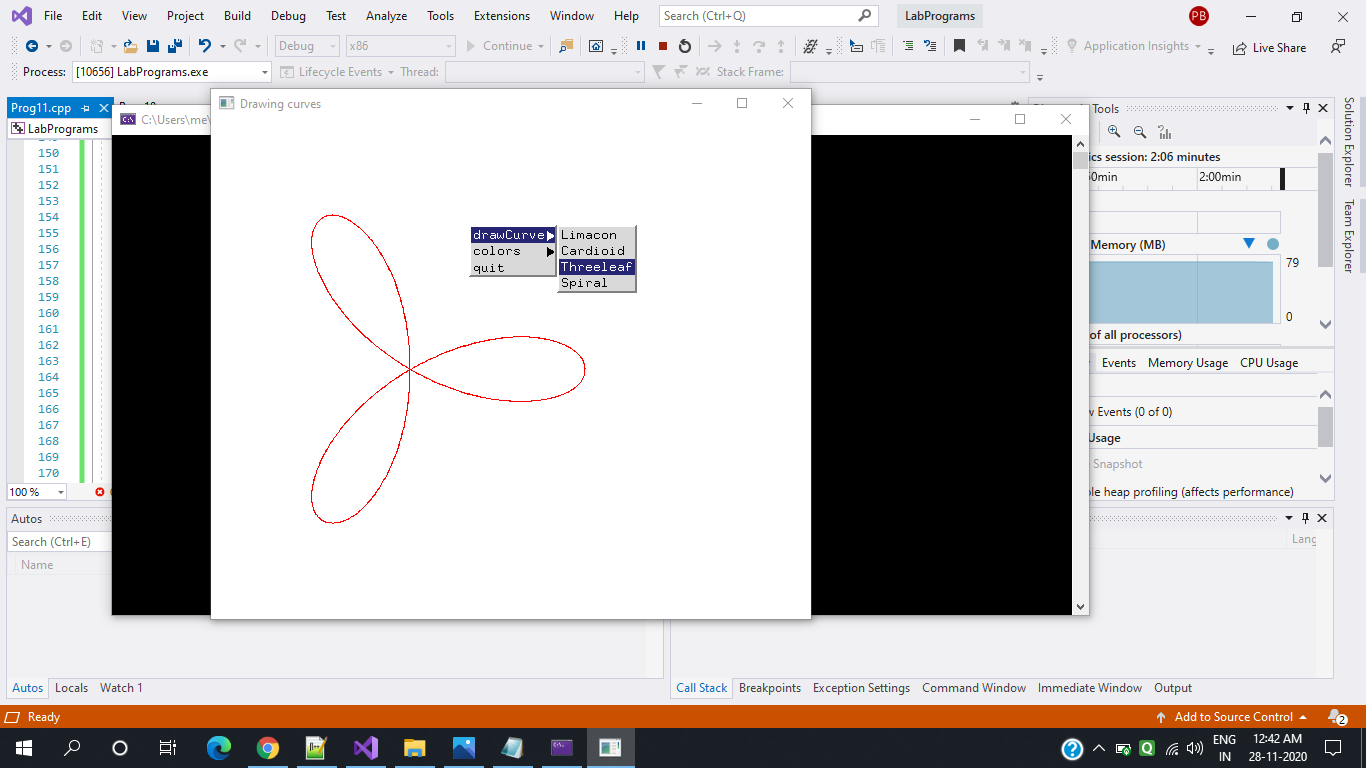 File Edit View Project Build Debug Test Analyze Tools Extensions Window Help Search (Ctrl+Q) LabPrograms PB
Debug x86 Continue Application Insights Live Share
Process: [10656] LabPrograms.exe Lifecycle Events Thread: Stack Frame:
Prog11.cpp
LabPrograms
C:\Users\me\
Drawing curves
150
151
152
153
154
155
156
157
158
159
160
161
162
163
164
165
166
167
168
169
170
100 %
drawCurve
colors
quit
Limacon
Cardioid
Threeleaf
Spiral
Tools
ics session: 2:06 minutes
2:00min
Memory (MB)
79
0
of all processors)
Events Memory Usage CPU Usage
w Events (0 of 0)
Usage
Snapshot
ole heap profiling (affects performance)
Solution Explorer
Team Explorer
Autos
Search (Ctrl+E)
Name
Lang
Autos Locals Watch 1
Call Stack Breakpoints Exception Settings Command Window Immediate Window Output
Ready
Add to Source Control
2
ENG
IN
12:42 AM
28-11-2020